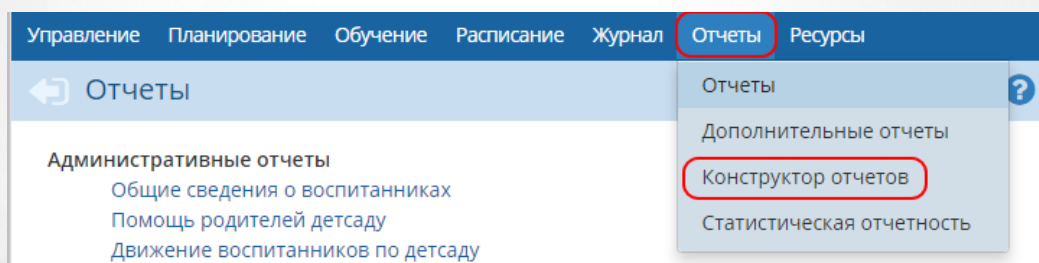 Управление Планирование Обучение Расписание Журнал Отчеты Ресурсы
Отчеты
Отчеты
Дополнительные отчеты
Конструктор отчетов
Статистическая отчетность
?
Административные отчеты
Общие сведения о воспитанниках
Помощь родителей детсаду
Движение воспитанников по детсаду